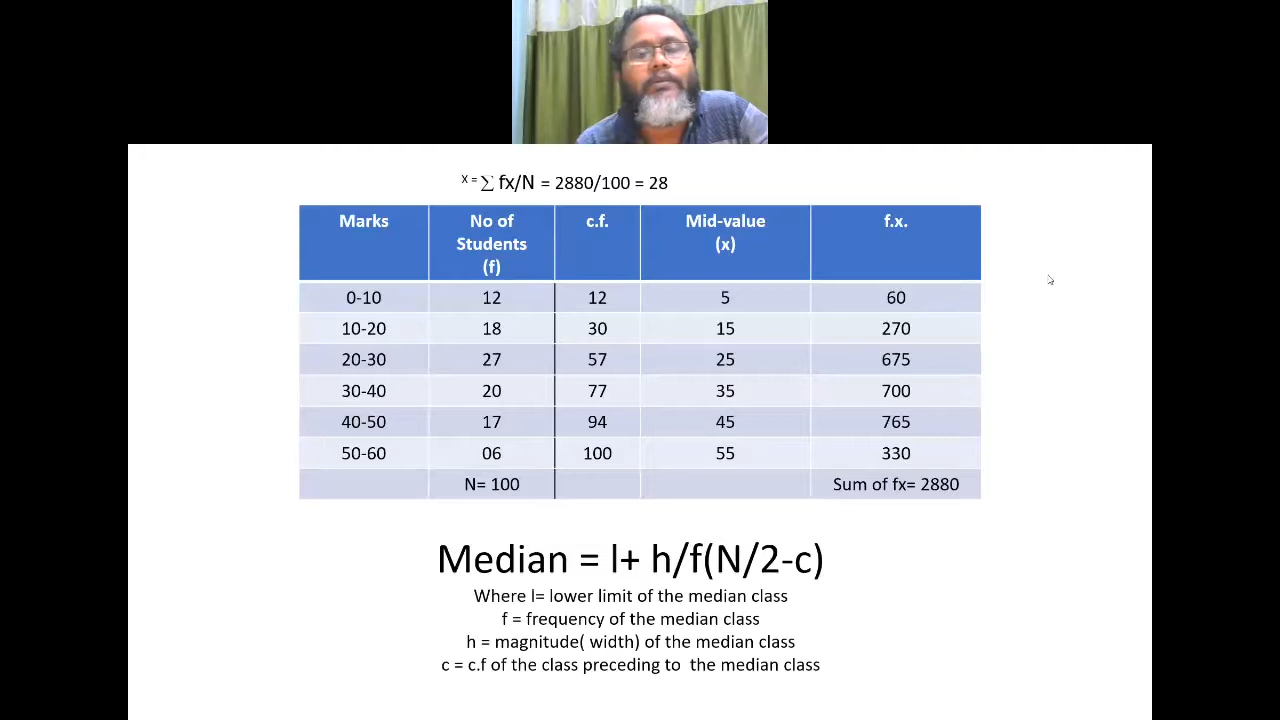 X = ∑ fx/N = 2880/100 = 28
Marks No of Students (f) c.f. Mid-value (x) f.x.
0-10 12 12 5 60
10-20 18 30 15 270
20-30 27 57 25 675
30-40 20 77 35 700
40-50 17 94 45 765
50-60 06 100 55 330
N= 100 Sum of fx= 2880
Median = l+ h/f(N/2-c)
Where l= lower limit of the median class
f = frequency of the median class
h = magnitude( width) of the median class
c = c.f of the class preceding to the median class